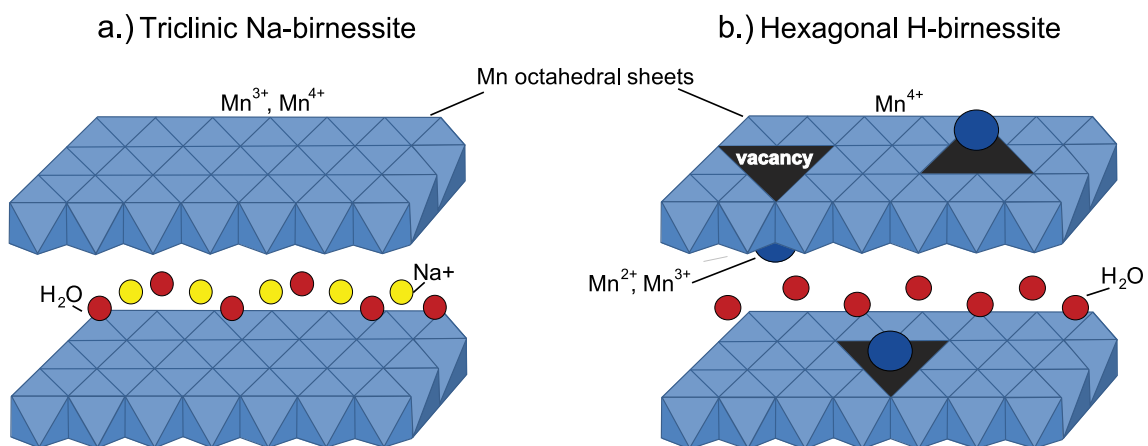 a.) Triclinic Na-birnessite
b.) Hexagonal H-birnessite
Mn octahedral sheets
Mn³⁺, Mn⁴⁺
Mn⁴⁺
vacancy
Na+
H₂O
Mn²⁺, Mn³⁺
H₂O